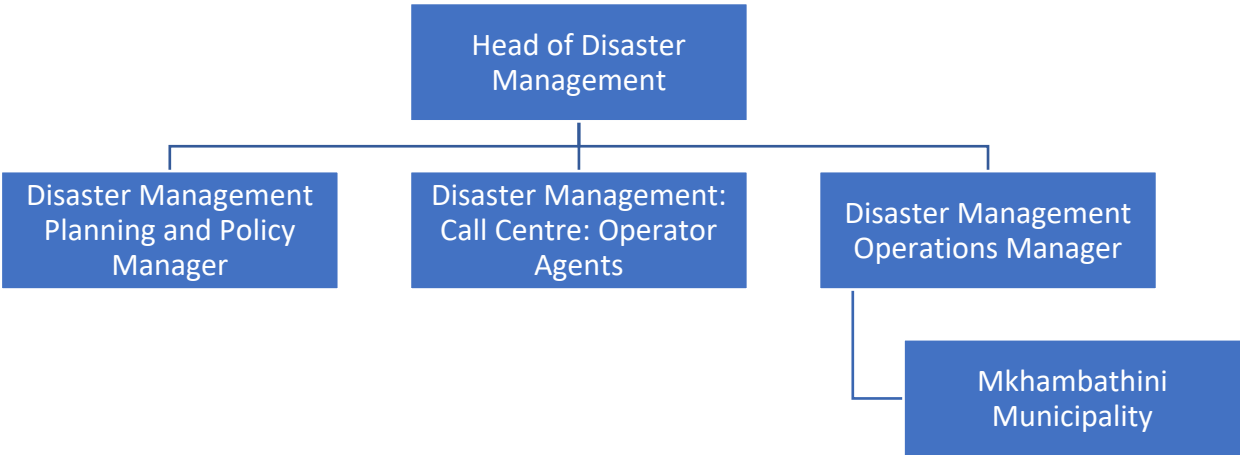 Head of Disaster
Management
Disaster Management
Planning and Policy
Manager
Disaster Management:
Call Centre: Operator
Agents
Disaster Management
Operations Manager
Mkhambathini
Municipality